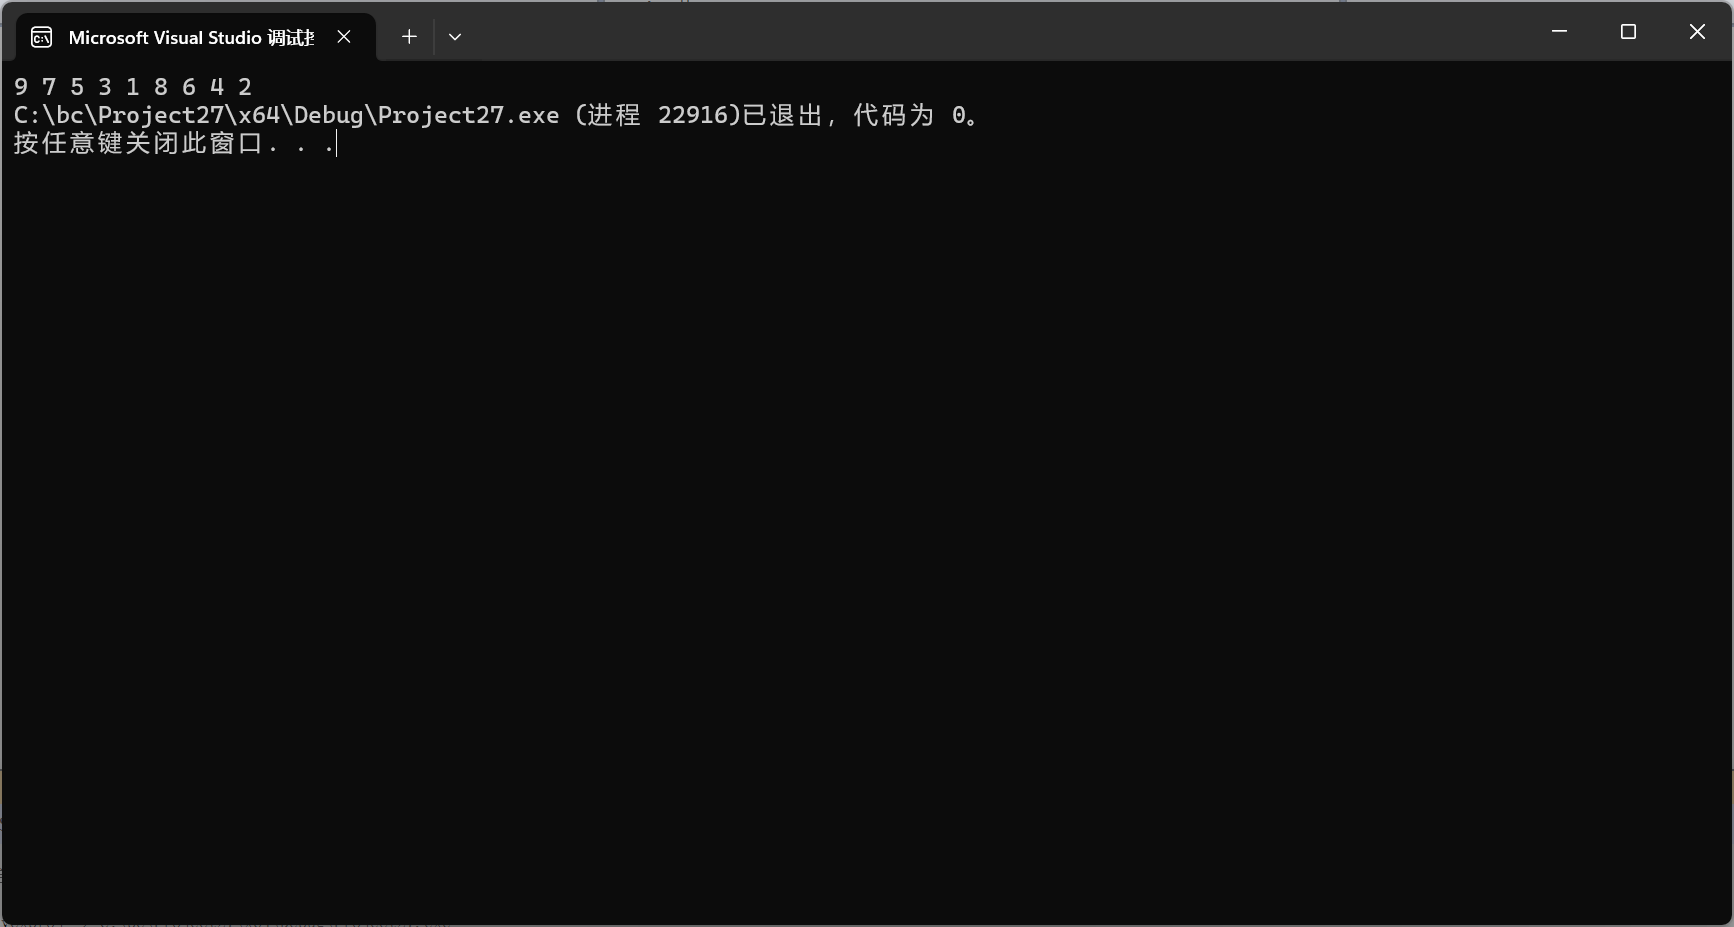 Microsoft Visual Studio 调试
9 7 5 3 1 8 6 4 2
C:\bc\Project27\x64\Debug\Project27.exe (进程 22916)已退出，代码为 0。
按任意键关闭此窗口. . .